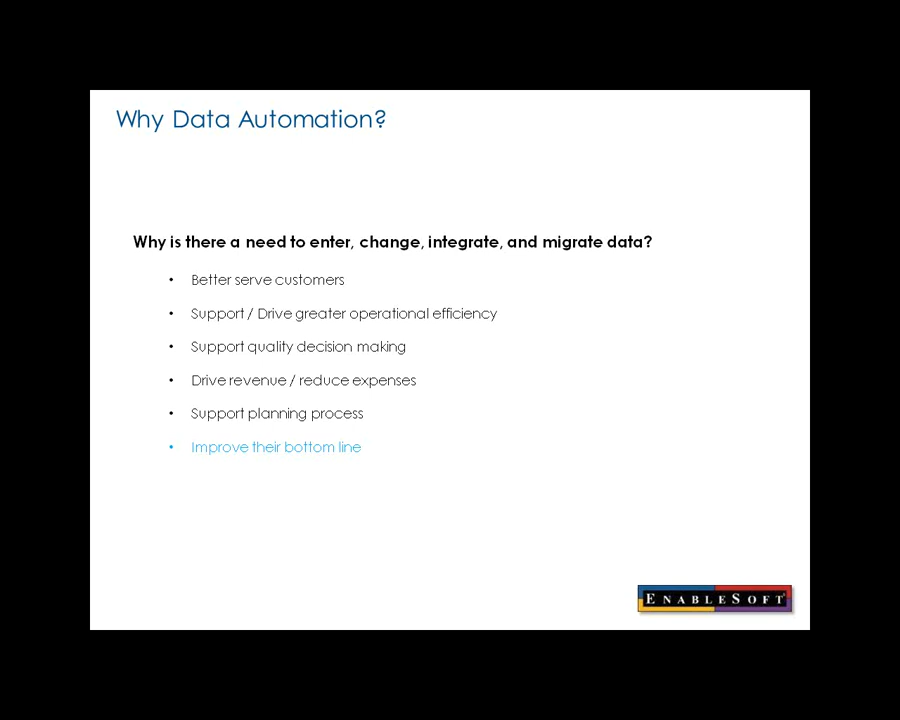 Why Data Automation?
Why is there a need to enter, change, integrate, and migrate data?
• Better serve customers
• Support / Drive greater operational efficiency
• Support quality decision making
• Drive revenue / reduce expenses
• Support planning process
• Improve their bottom line
ENABLESOFT